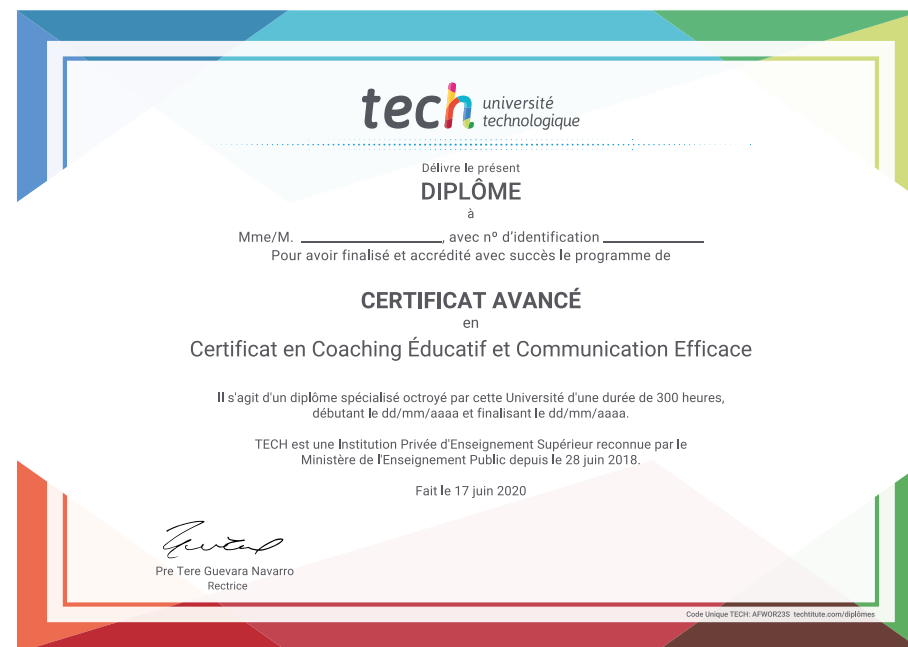 tech université
technologique
Délivre le présent
DIPLÔME
à
Mme/M. ____________________, avec nº d'identification ______________
Pour avoir finalisé et accrédité avec succès le programme de
CERTIFICAT AVANCÉ
en
Certificat en Coaching Éducatif et Communication Efficace
Il s'agit d'un diplôme spécialisé octroyé par cette Université d'une durée de 300 heures,
débutant le dd/mm/aaaa et finalisant le dd/mm/aaaa.
TECH est une Institution Privée d'Enseignement Supérieur reconnue par le
Ministère de l'Enseignement Public depuis le 28 juin 2018.
Fait le 17 juin 2020
Pre Tere Guevara Navarro
Rectrice
Code Unique TECH: AFWOR23S techtitute.com/diplômes